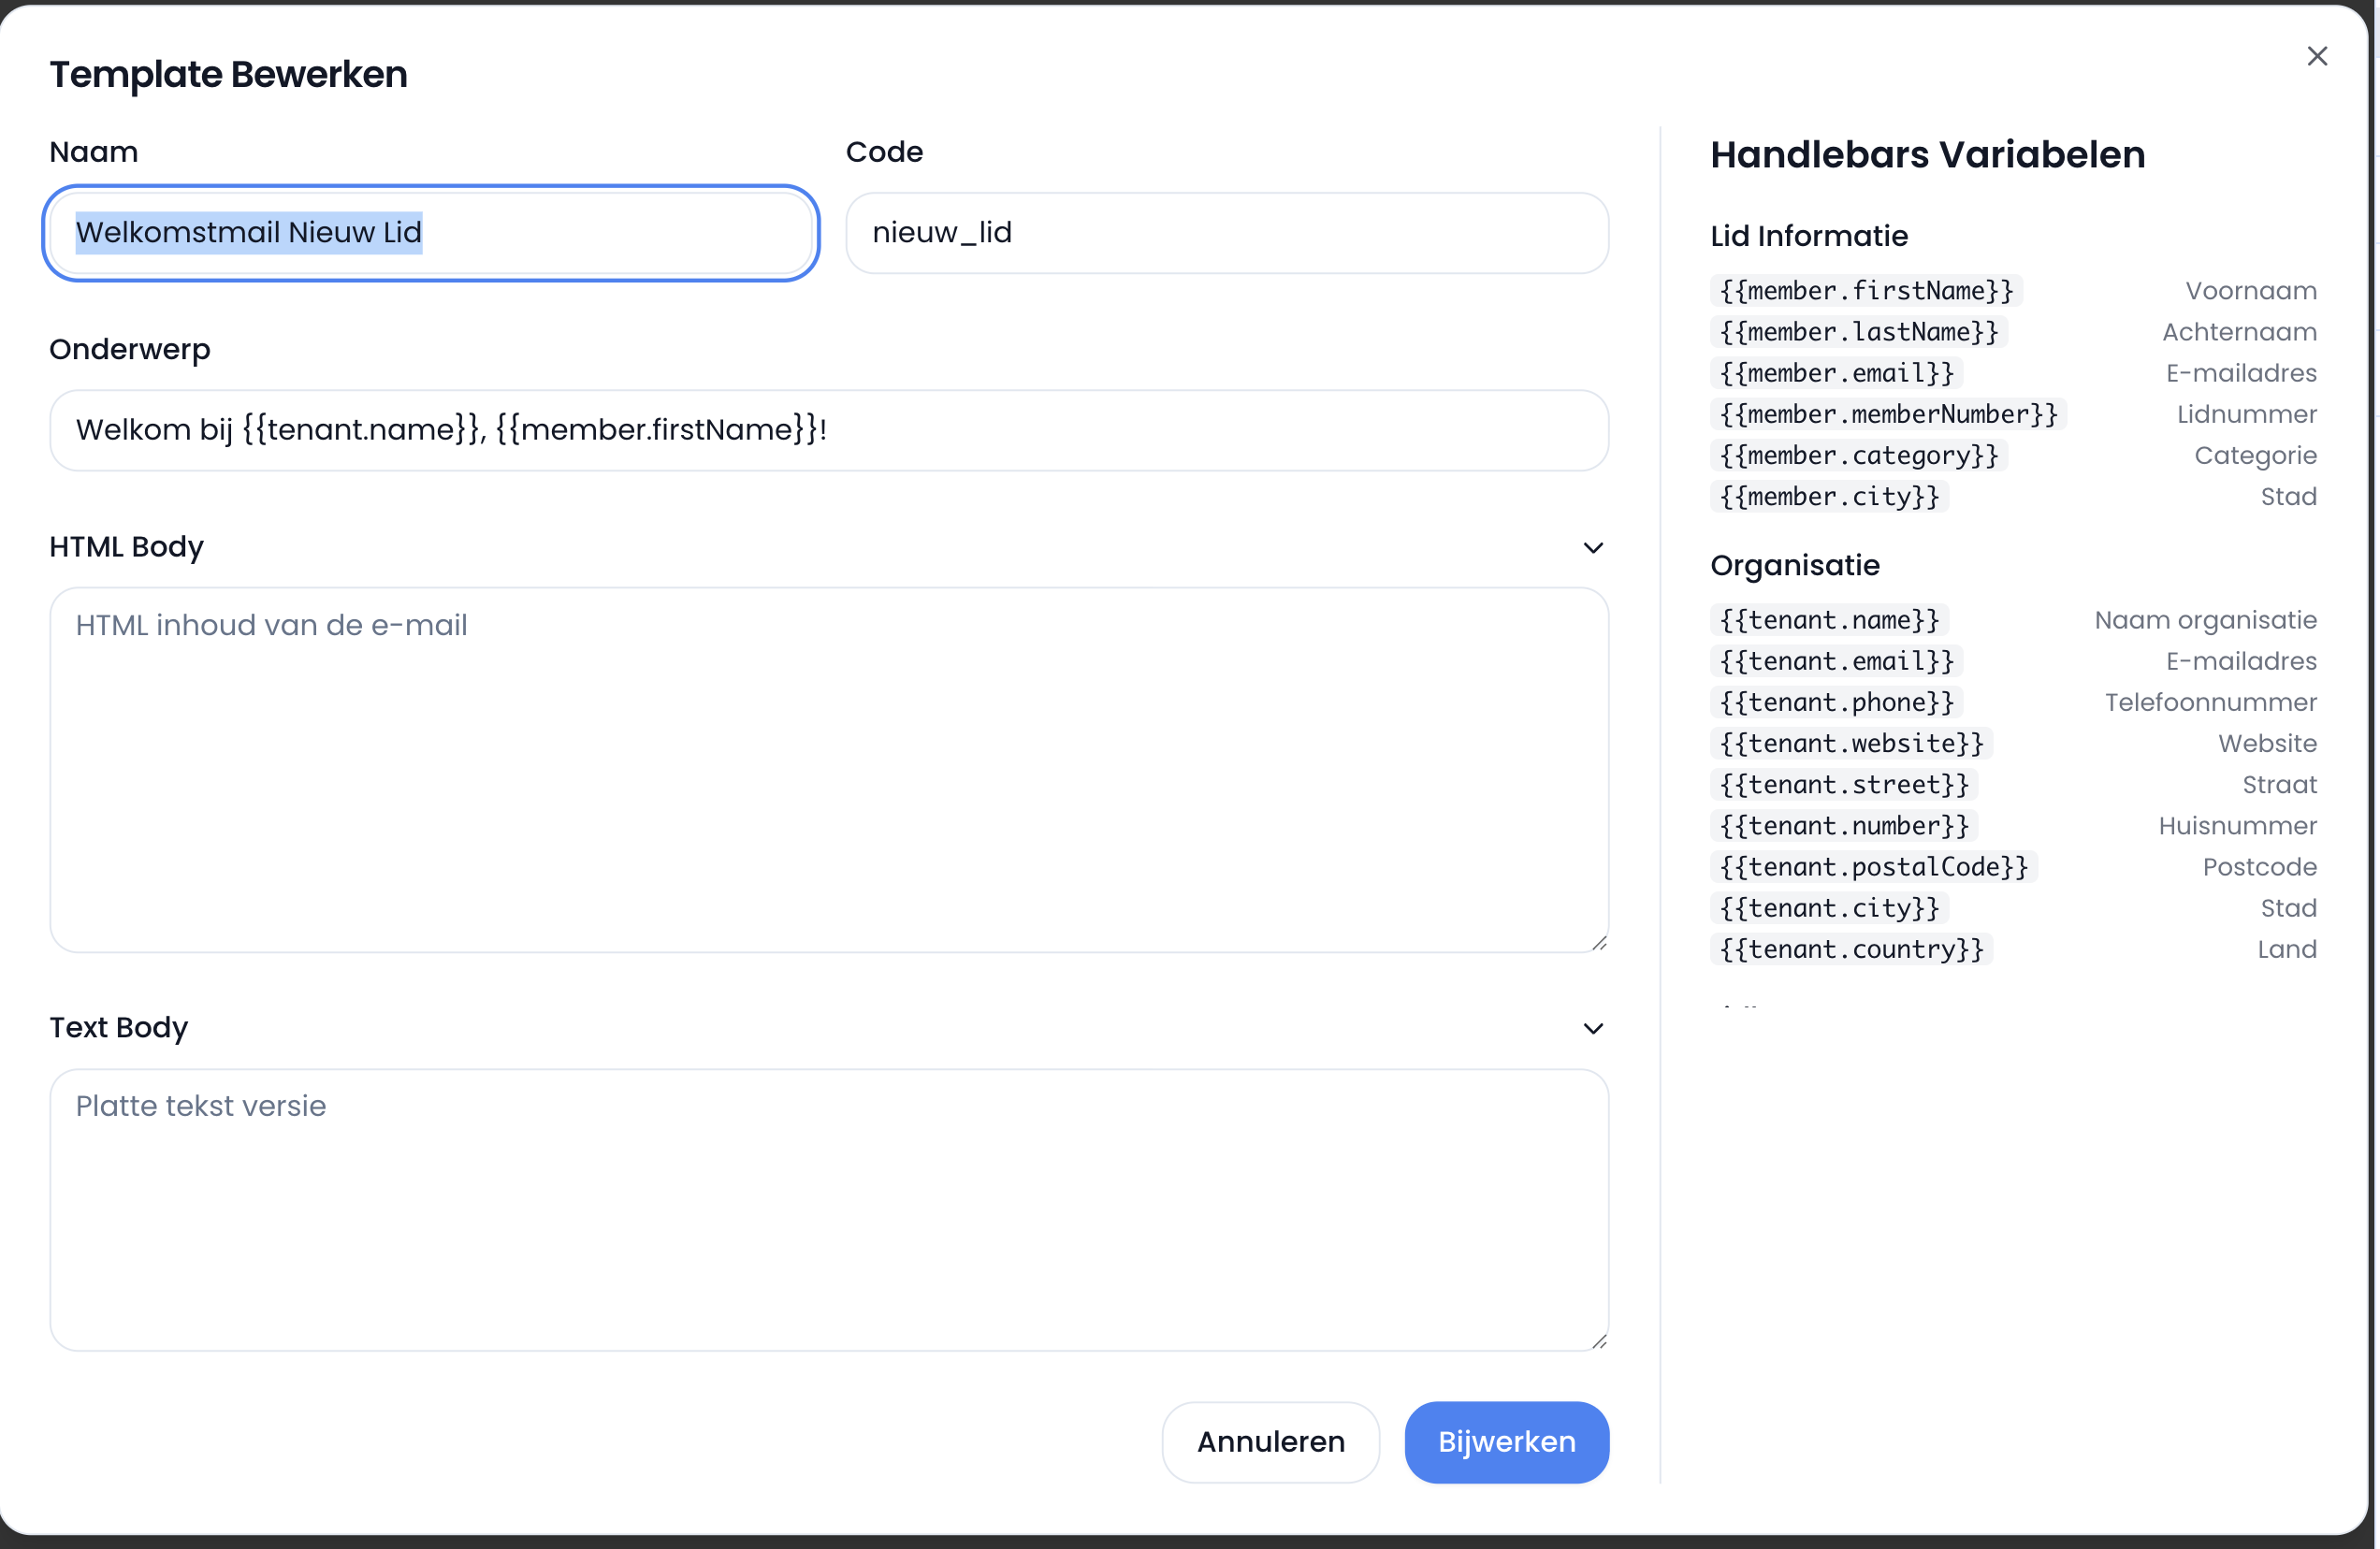 Template Bewerken
Naam
Code
Welkomstmail Nieuw Lid
nieuw_lid
Onderwerp
Welkom bij {{tenant.name}}, {{member.firstName}}!
HTML Body
HTML inhoud van de e-mail
Text Body
Platte tekst versie
Annuleren
Bijwerken
Handlebars Variabelen
Lid Informatie
{{member.firstName}} Voornaam
{{member.lastName}} Achternaam
{{member.email}} E-mailadres
{{member.memberNumber}} Lidnummer
{{member.category}} Categorie
{{member.city}} Stad
Organisatie
{{tenant.name}} Naam organisatie
{{tenant.email}} E-mailadres
{{tenant.phone}} Telefoonnummer
{{tenant.website}} Website
{{tenant.street}} Straat
{{tenant.number}} Huisnummer
{{tenant.postalCode}} Postcode
{{tenant.city}} Stad
{{tenant.country}} Land